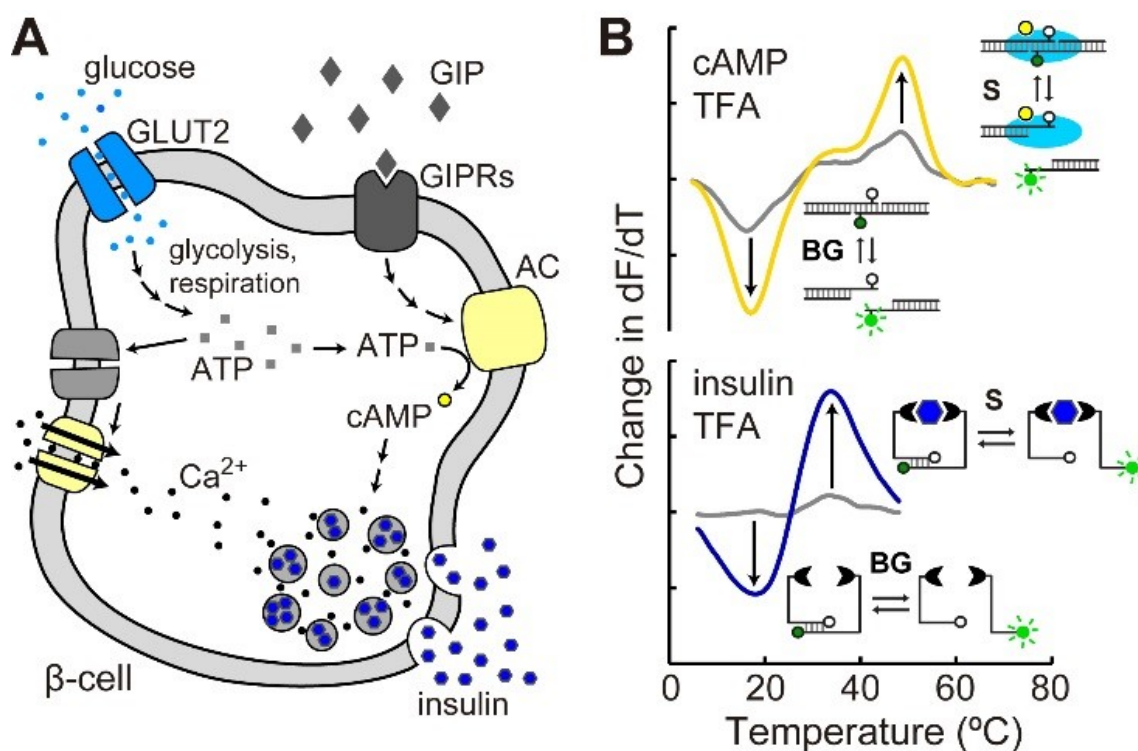 A
glucose
GLUT2
GIP
GIPRs
glycolysis,
respiration
AC
ATP
ATP
cAMP
Ca2+
β-cell
insulin
B
Change in dF/dT
cAMP
TFA
S
BG
insulin
TFA
S
BG
0 20 40 60 80
Temperature (ºC)